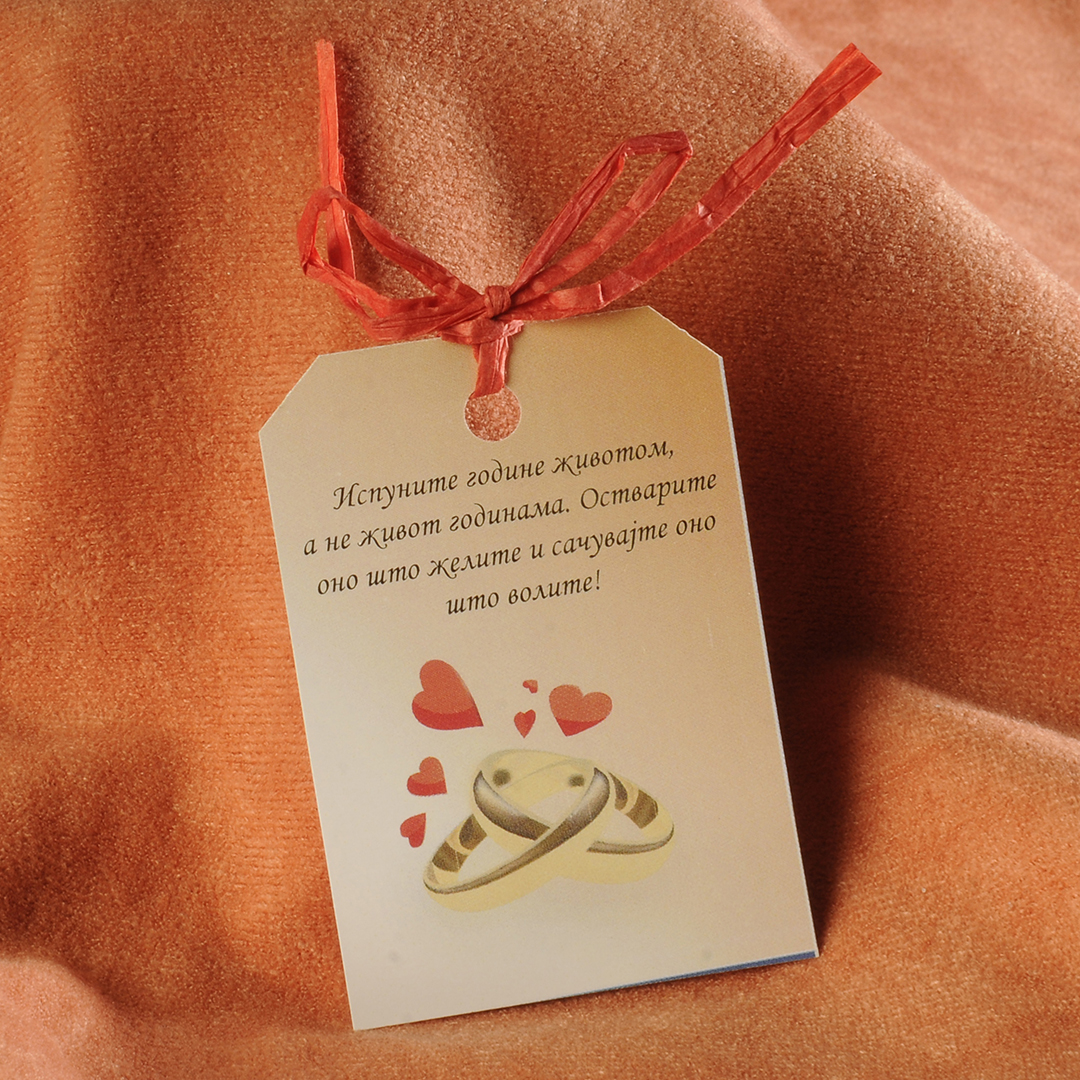 Испуните године животом,
а не живот годинама. Остварите
оно што желите и сачувајте оно
што волите!